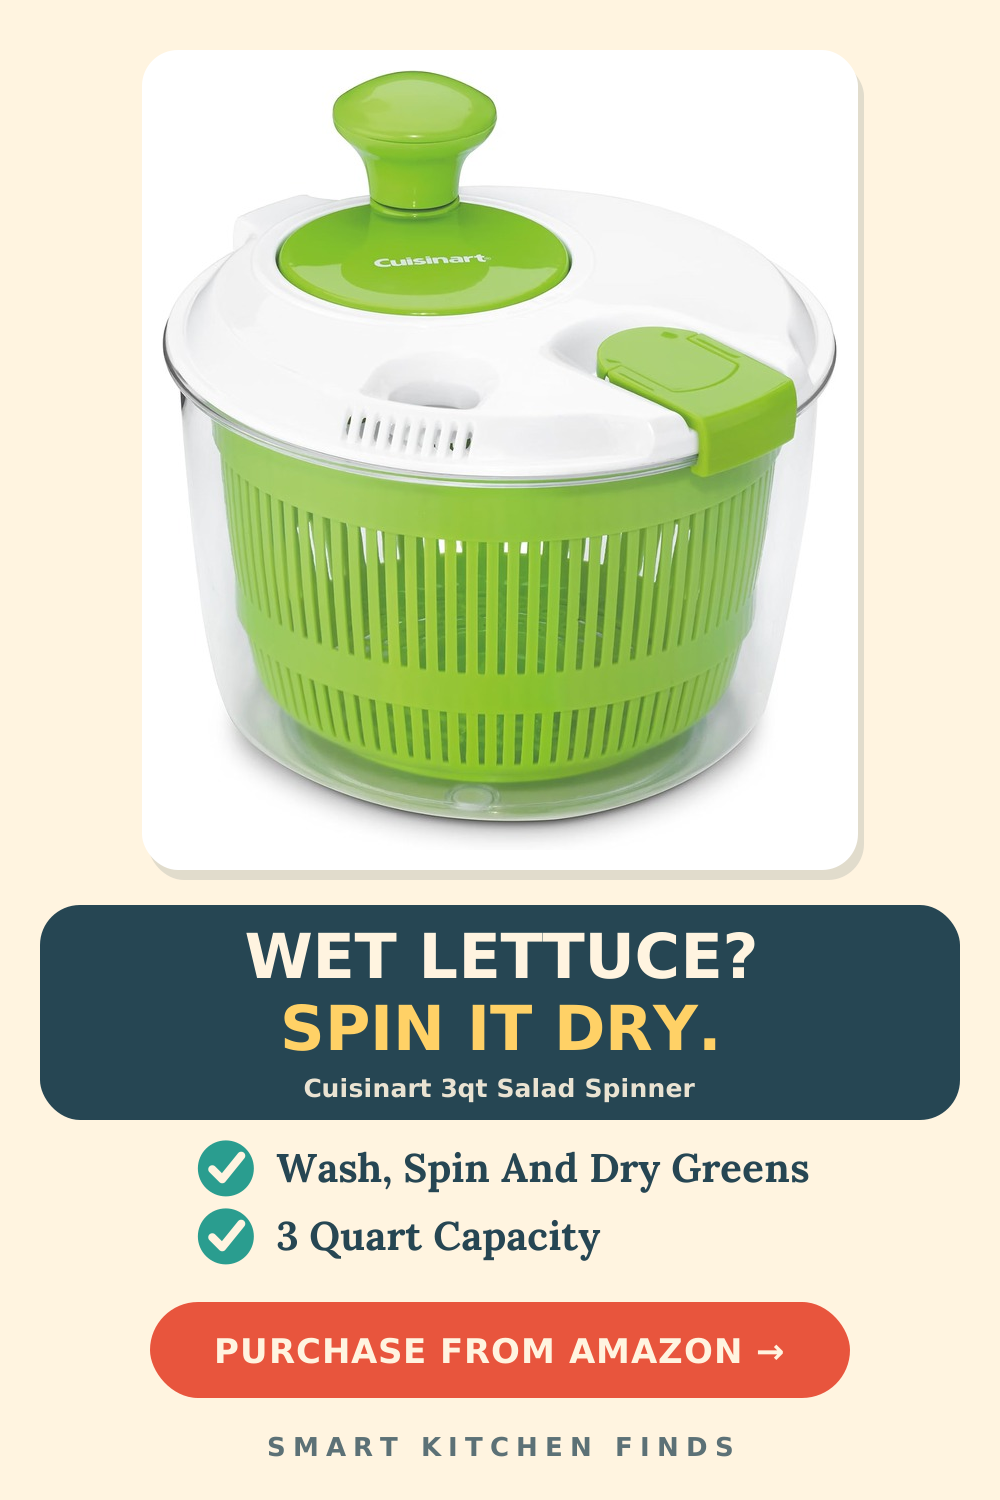 Cuisinart
WET LETTUCE?
SPIN IT DRY.
Cuisinart 3qt Salad Spinner
Wash, Spin And Dry Greens
3 Quart Capacity
PURCHASE FROM AMAZON →
SMART KITCHEN FINDS